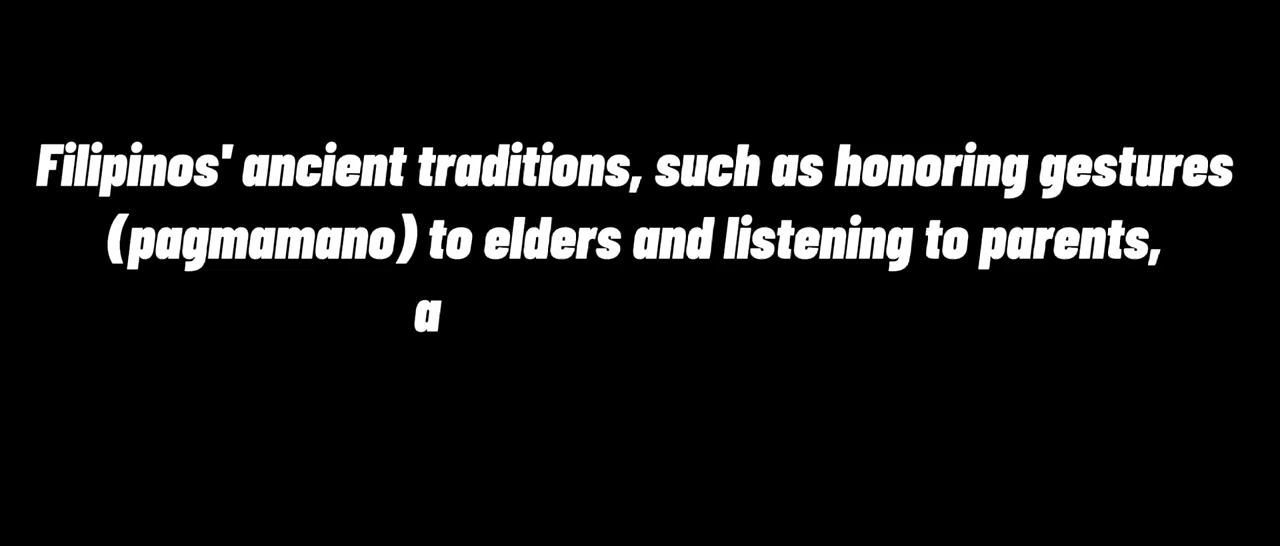 Filipinos' ancient traditions, such as honoring gestures
(pagmamano) to elders and listening to parents,
a